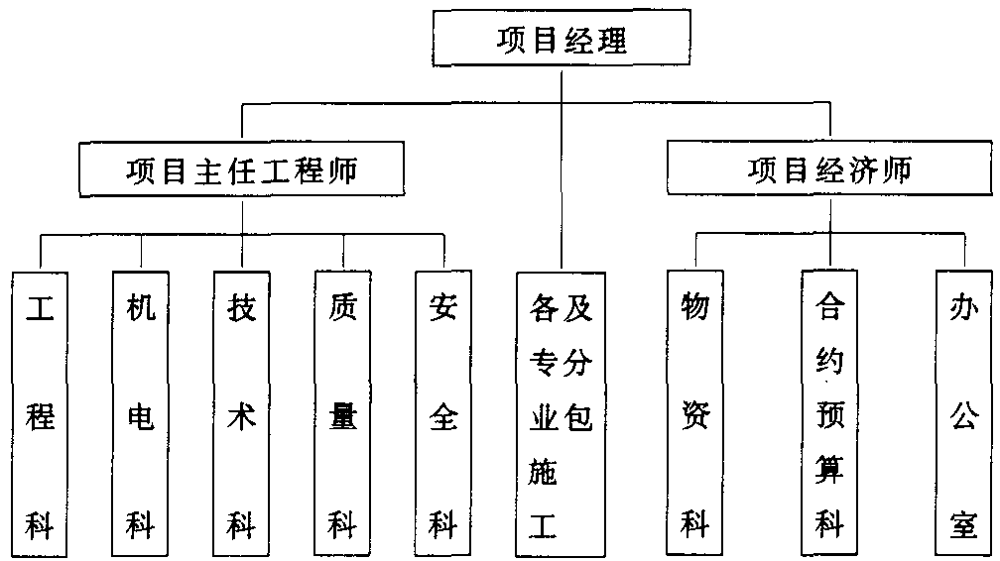 项目经理
项目主任工程师
项目经济师
工程科
机电科
技术科
质量科
安全科
各专业施工
及分包
物资科
合约预算科
办公室